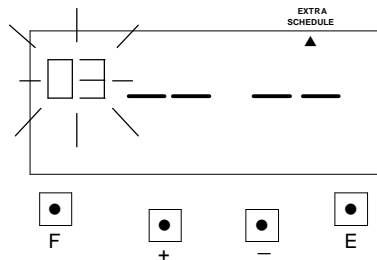 EXTRA
SCHEDULE
03 -- --
F + − E